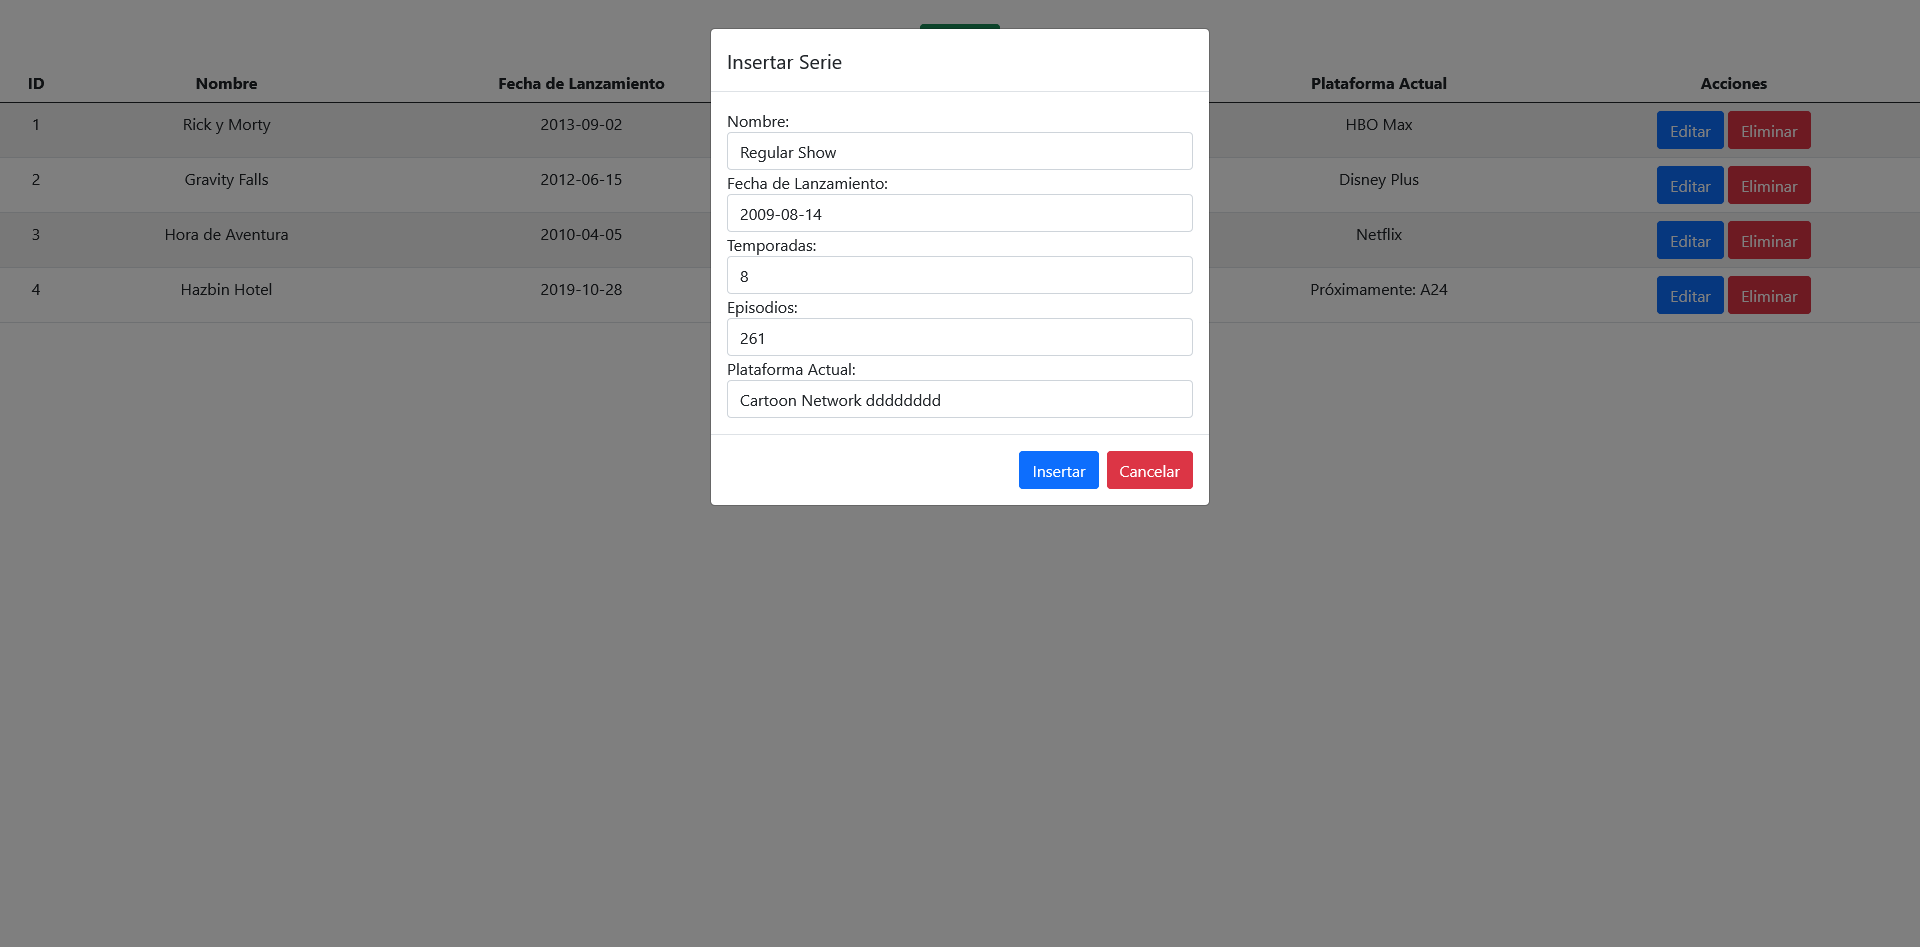 Insertar Serie
Nombre:
Regular Show
Fecha de Lanzamiento:
2009-08-14
Temporadas:
8
Episodios:
261
Plataforma Actual:
Cartoon Network dddddddd
Insertar Cancelar
ID Nombre Fecha de Lanzamiento Plataforma Actual Acciones
1 Rick y Morty 2013-09-02 HBO Max Editar Eliminar
2 Gravity Falls 2012-06-15 Disney Plus Editar Eliminar
3 Hora de Aventura 2010-04-05 Netflix Editar Eliminar
4 Hazbin Hotel 2019-10-28 Próximamente: A24 Editar Eliminar